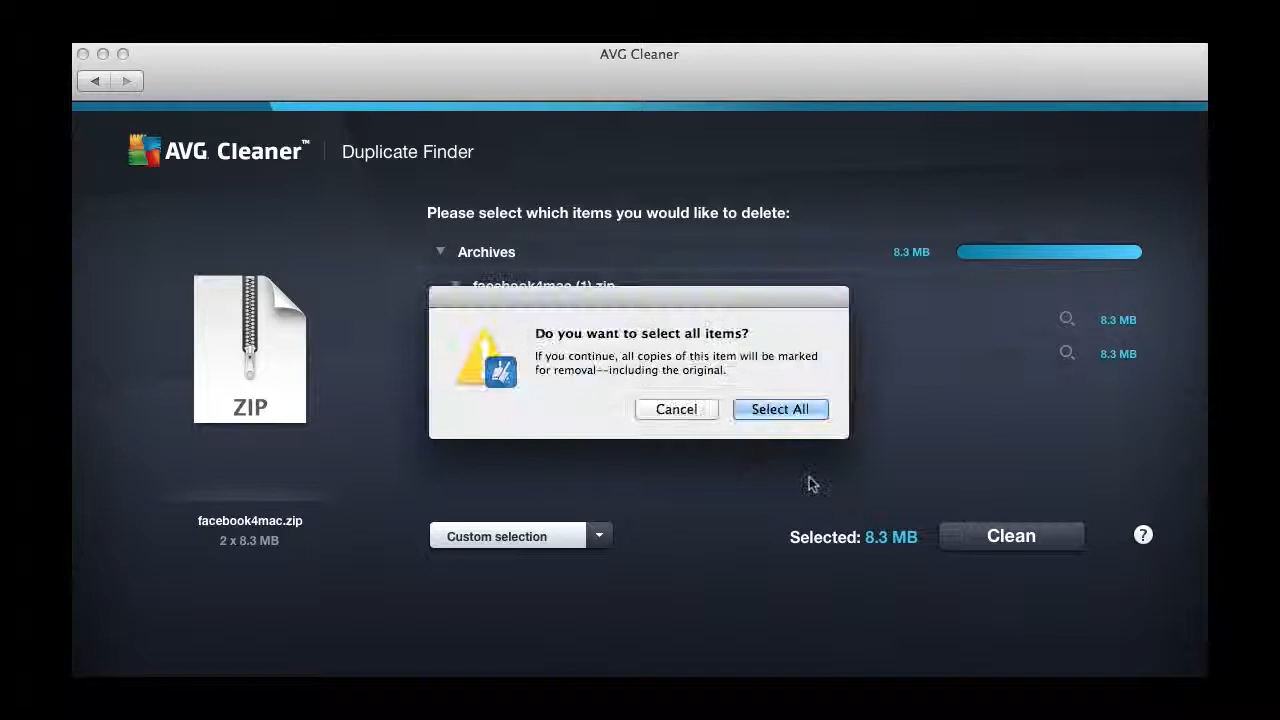 AVG Cleaner
AVG Cleaner™ Duplicate Finder
Please select which items you would like to delete:
Archives 8.3 MB
facebook4mac (1).zip
Do you want to select all items?
If you continue, all copies of this item will be marked
for removal--including the original.
Cancel Select All
8.3 MB
8.3 MB
ZIP
facebook4mac.zip
2 x 8.3 MB
Custom selection
Selected: 8.3 MB Clean ?